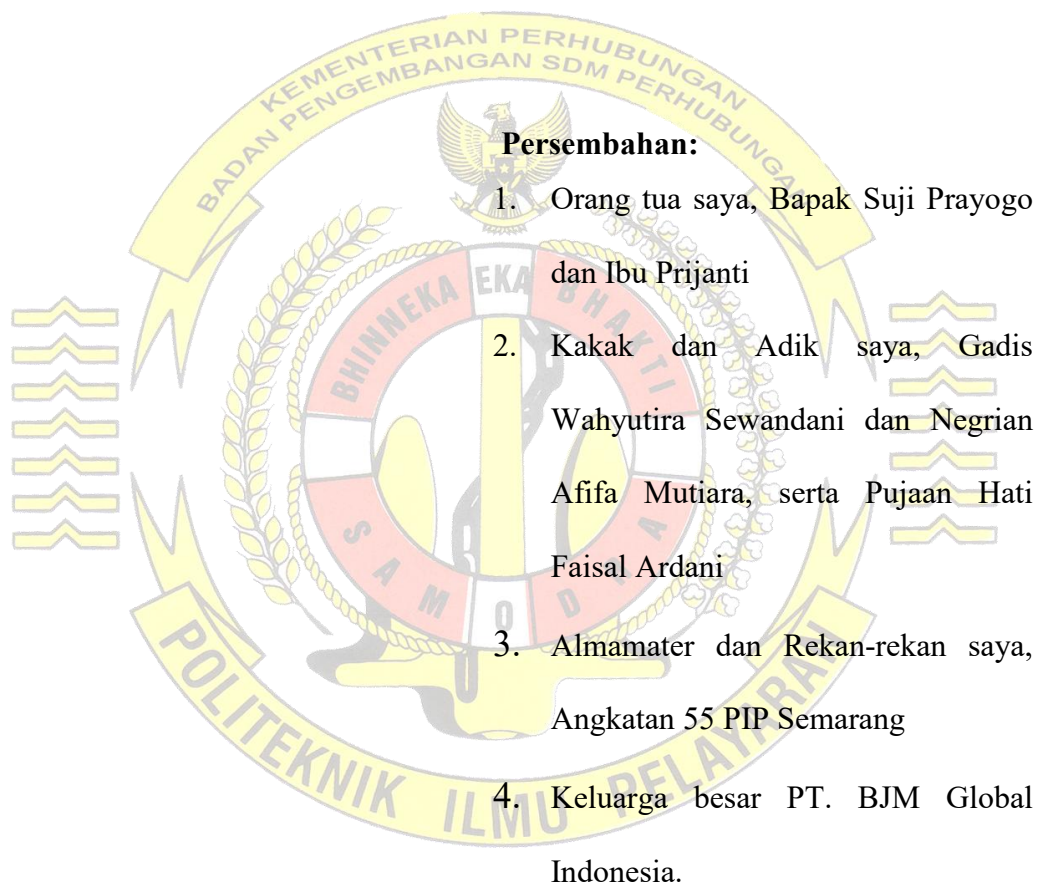 KEMENTERIAN PERHUBUNGAN
BADAN PENGEMBANGAN SDM PERHUBUNGAN
Persembahan:
1. Orang tua saya, Bapak Suji Prayogo
dan Ibu Prijanti
2. Kakak dan Adik saya, Gadis
Wahyutira Sewandani dan Negrian
Afifa Mutiara, serta Pujaan Hati
Faisal Ardani
3. Almamater dan Rekan-rekan saya,
Angkatan 55 PIP Semarang
4. Keluarga besar PT. BJM Global
Indonesia.
BHINNEKA EKA BHAKTI
SAMODRA
POLITEKNIK ILMU PELAYARAN